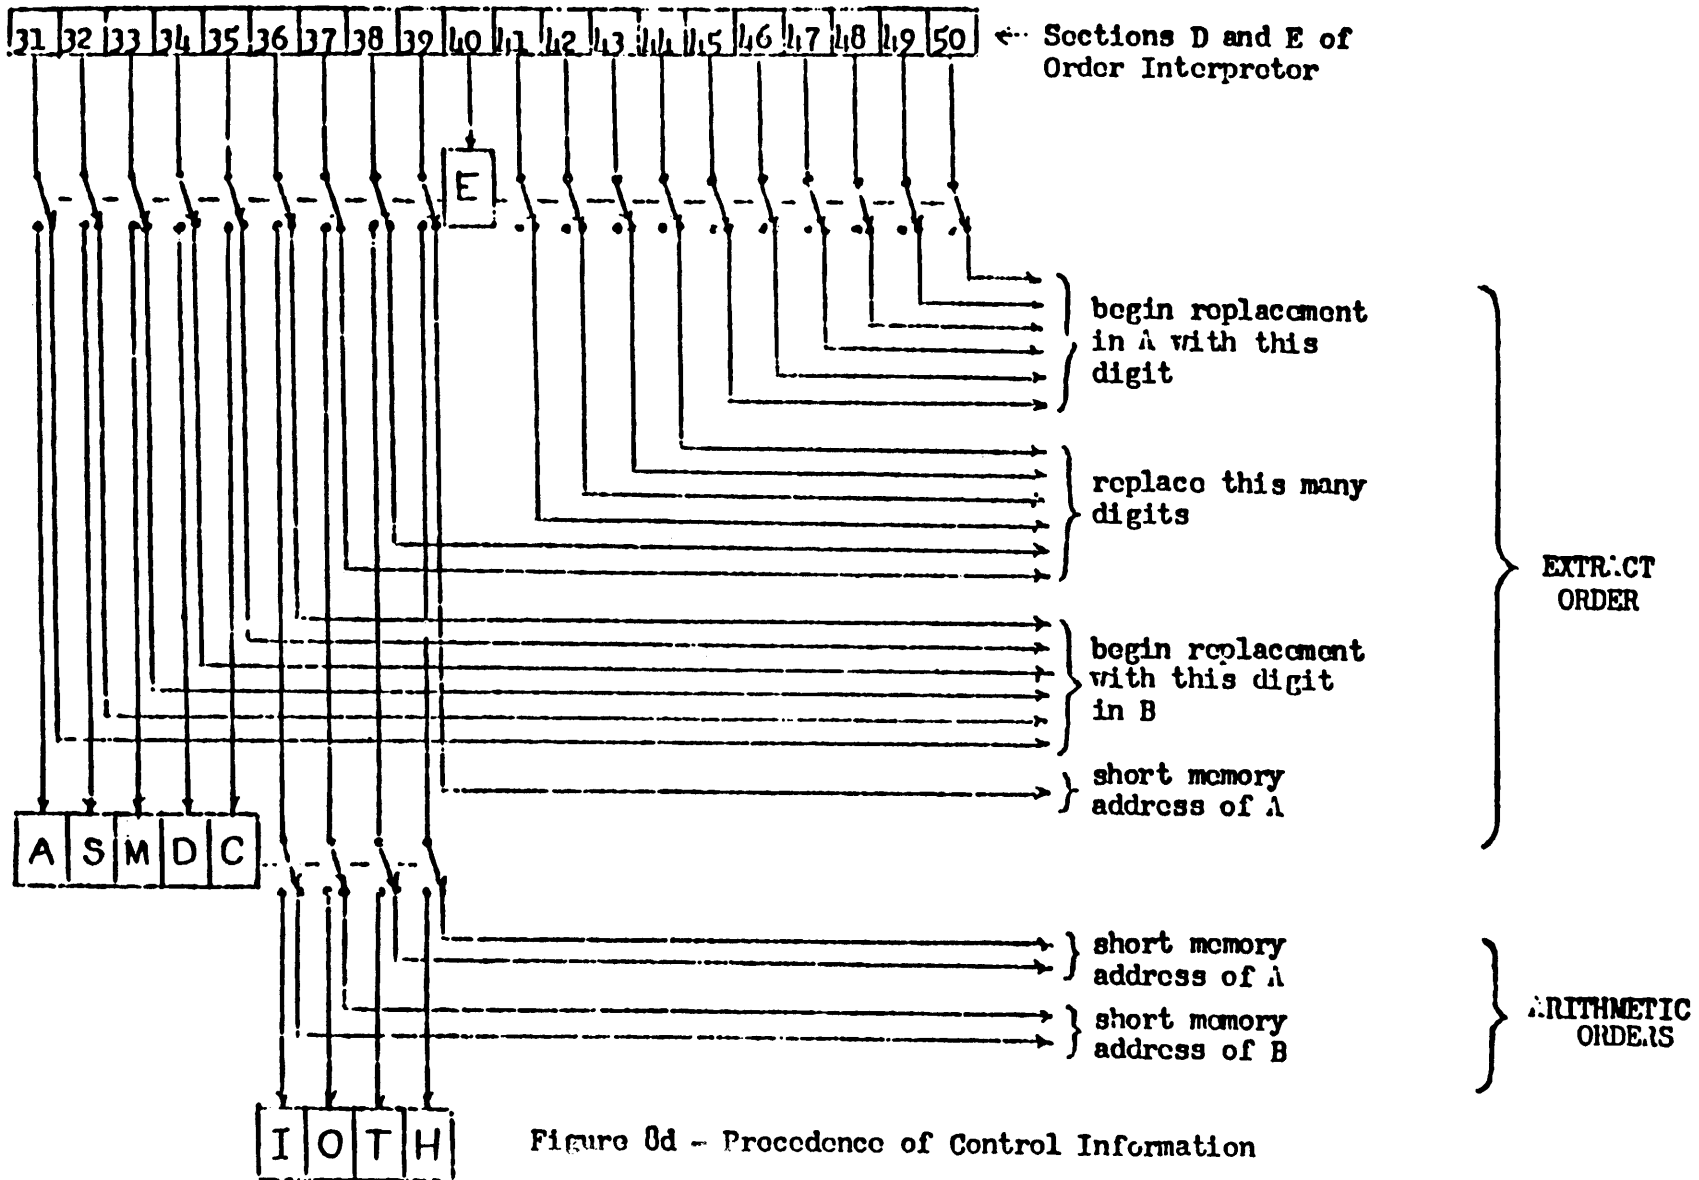 31 32 33 34 35 36 37 38 39 40 41 42 43 44 45 46 47 48 49 50
Sections D and E of
Order Interpreter
E
begin replacement
in A with this
digit
replace this many
digits
EXTRACT
ORDER
begin replacement
with this digit
in B
short memory
address of A
A S M D C
short memory
address of A
short memory
address of B
ARITHMETIC
ORDERS
I O T H
Figure 8d - Precedence of Control Information